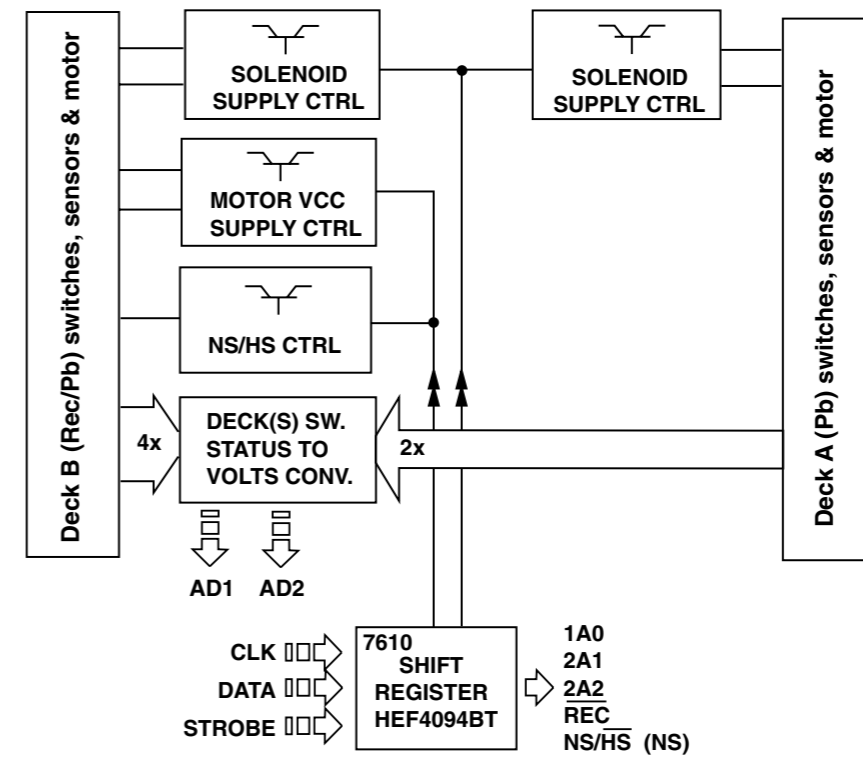 Deck B (Rec/Pb) switches, sensors & motor
SOLENOID
SUPPLY CTRL
SOLENOID
SUPPLY CTRL
Deck A (Pb) switches, sensors & motor
MOTOR VCC
SUPPLY CTRL
NS/HS CTRL
4x
DECK(S) SW.
STATUS TO
VOLTS CONV.
2x
AD1
AD2
CLK
DATA
STROBE
7610
SHIFT
REGISTER
HEF4094BT
1A0
2A1
2A2
R̅E̅C̅
NS/H̅S̅ (NS)